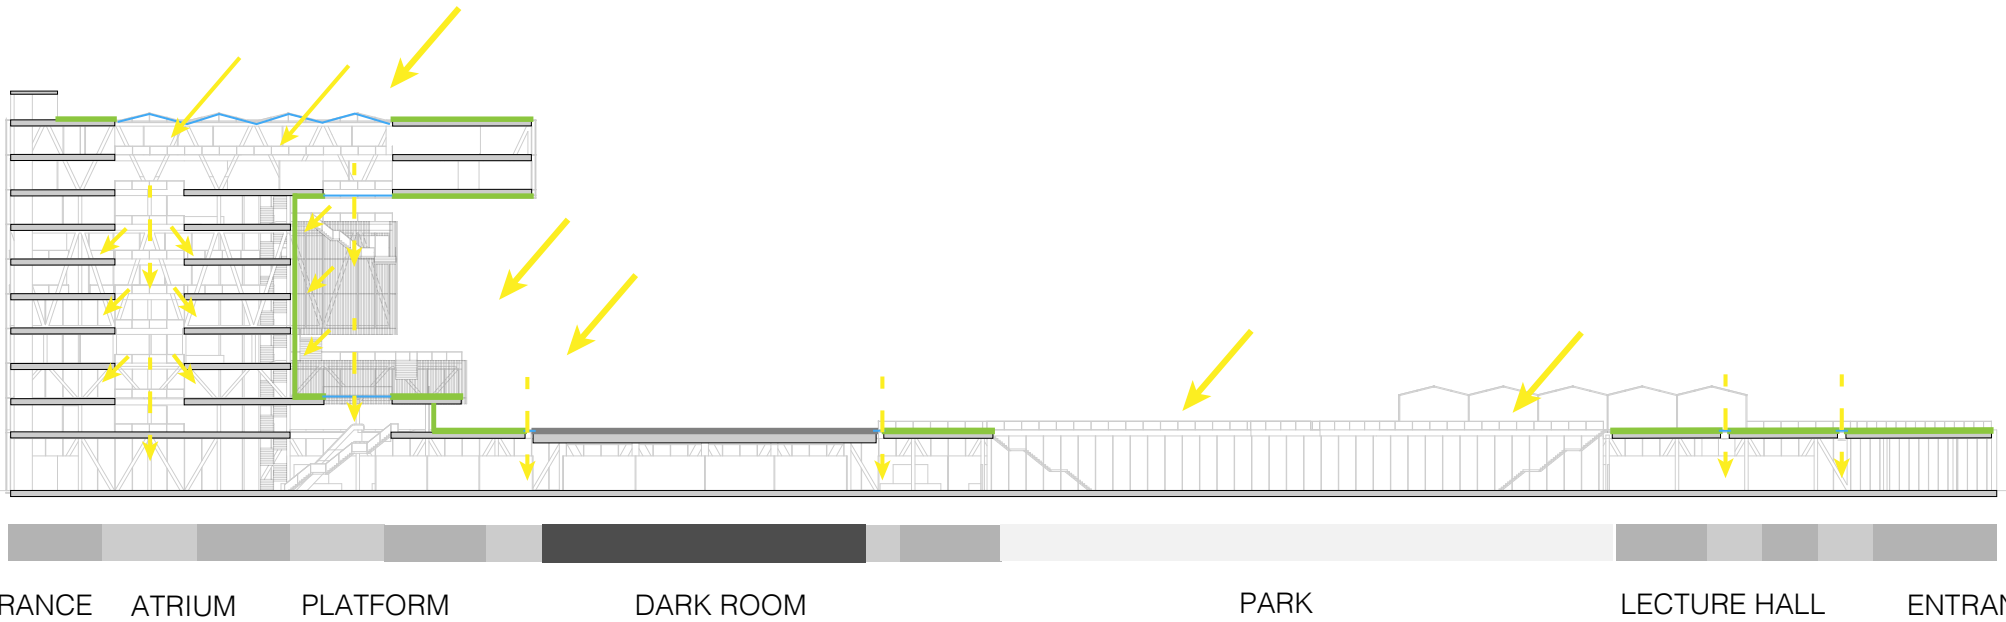 RANCE
ATRIUM
PLATFORM
DARK ROOM
PARK
LECTURE HALL
ENTRAN